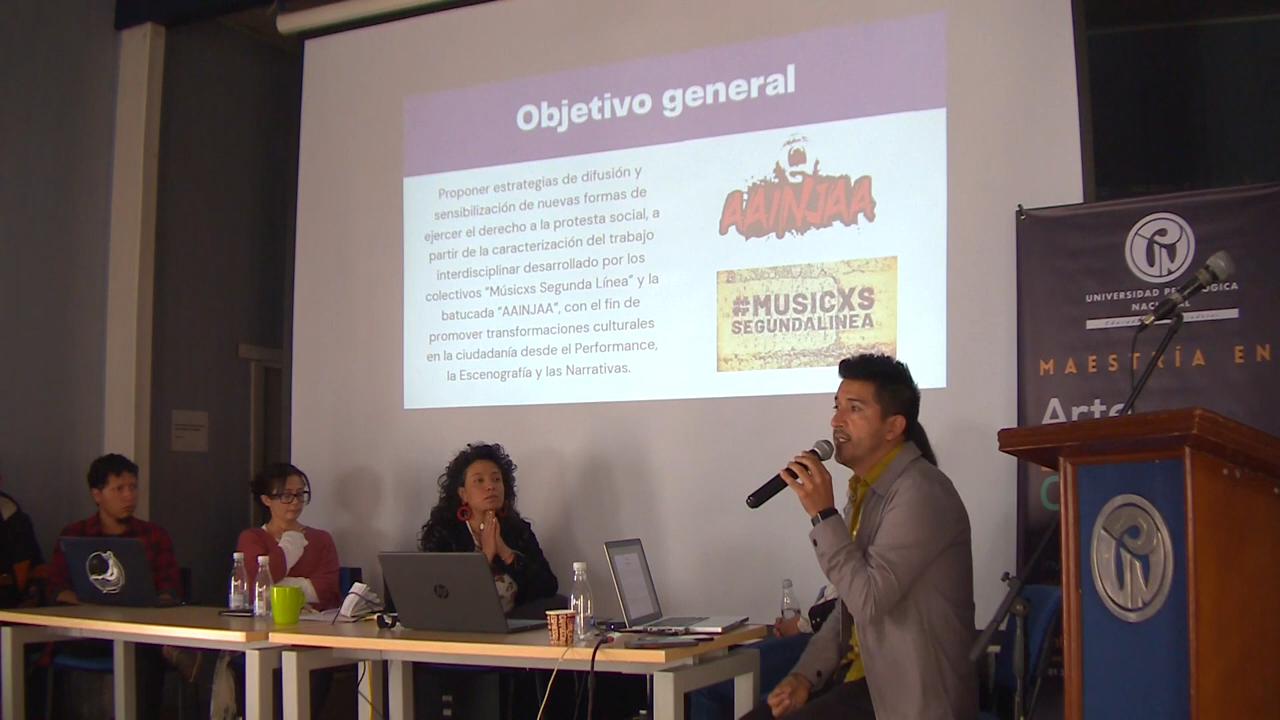 Objetivo general
Proponer estrategias de difusión y
sensibilización de nuevas formas de
ejercer el derecho a la protesta social, a
partir de la caracterización del trabajo
interdisciplinar desarrollado por los
colectivos “Músicxs Segunda Línea” y la
batucada “AAINJAA”, con el fin de
promover transformaciones culturales
en la ciudadanía desde el Performance,
la Escenografía y las Narrativas.
AAINJAA
#MUSICXS
SEGUNDALINEA
UNIVERSIDAD
NACIONAL
MAESTRÍA EN
Arte
hp